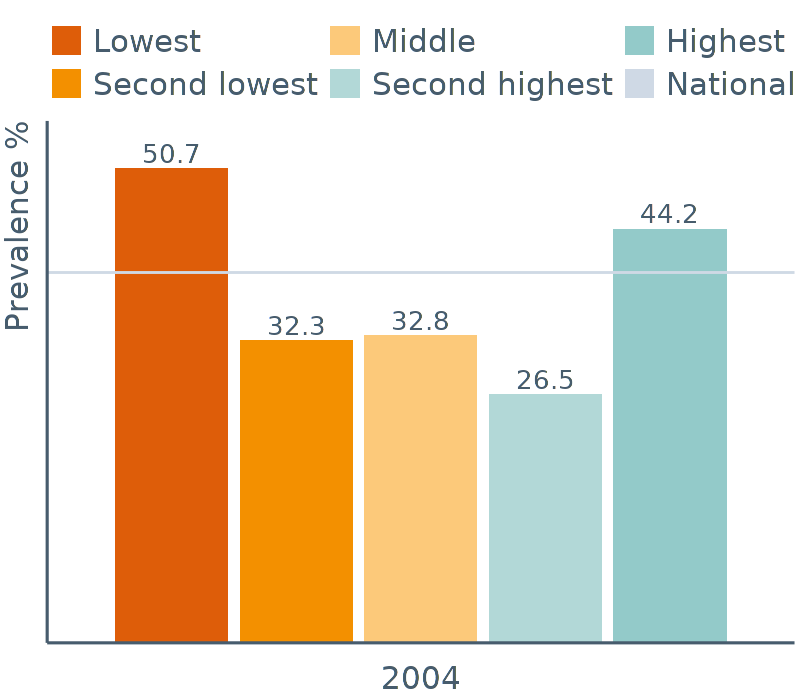 Lowest Middle Highest
Second lowest Second highest National
Prevalence %
50.7
32.3
32.8
26.5
44.2
2004